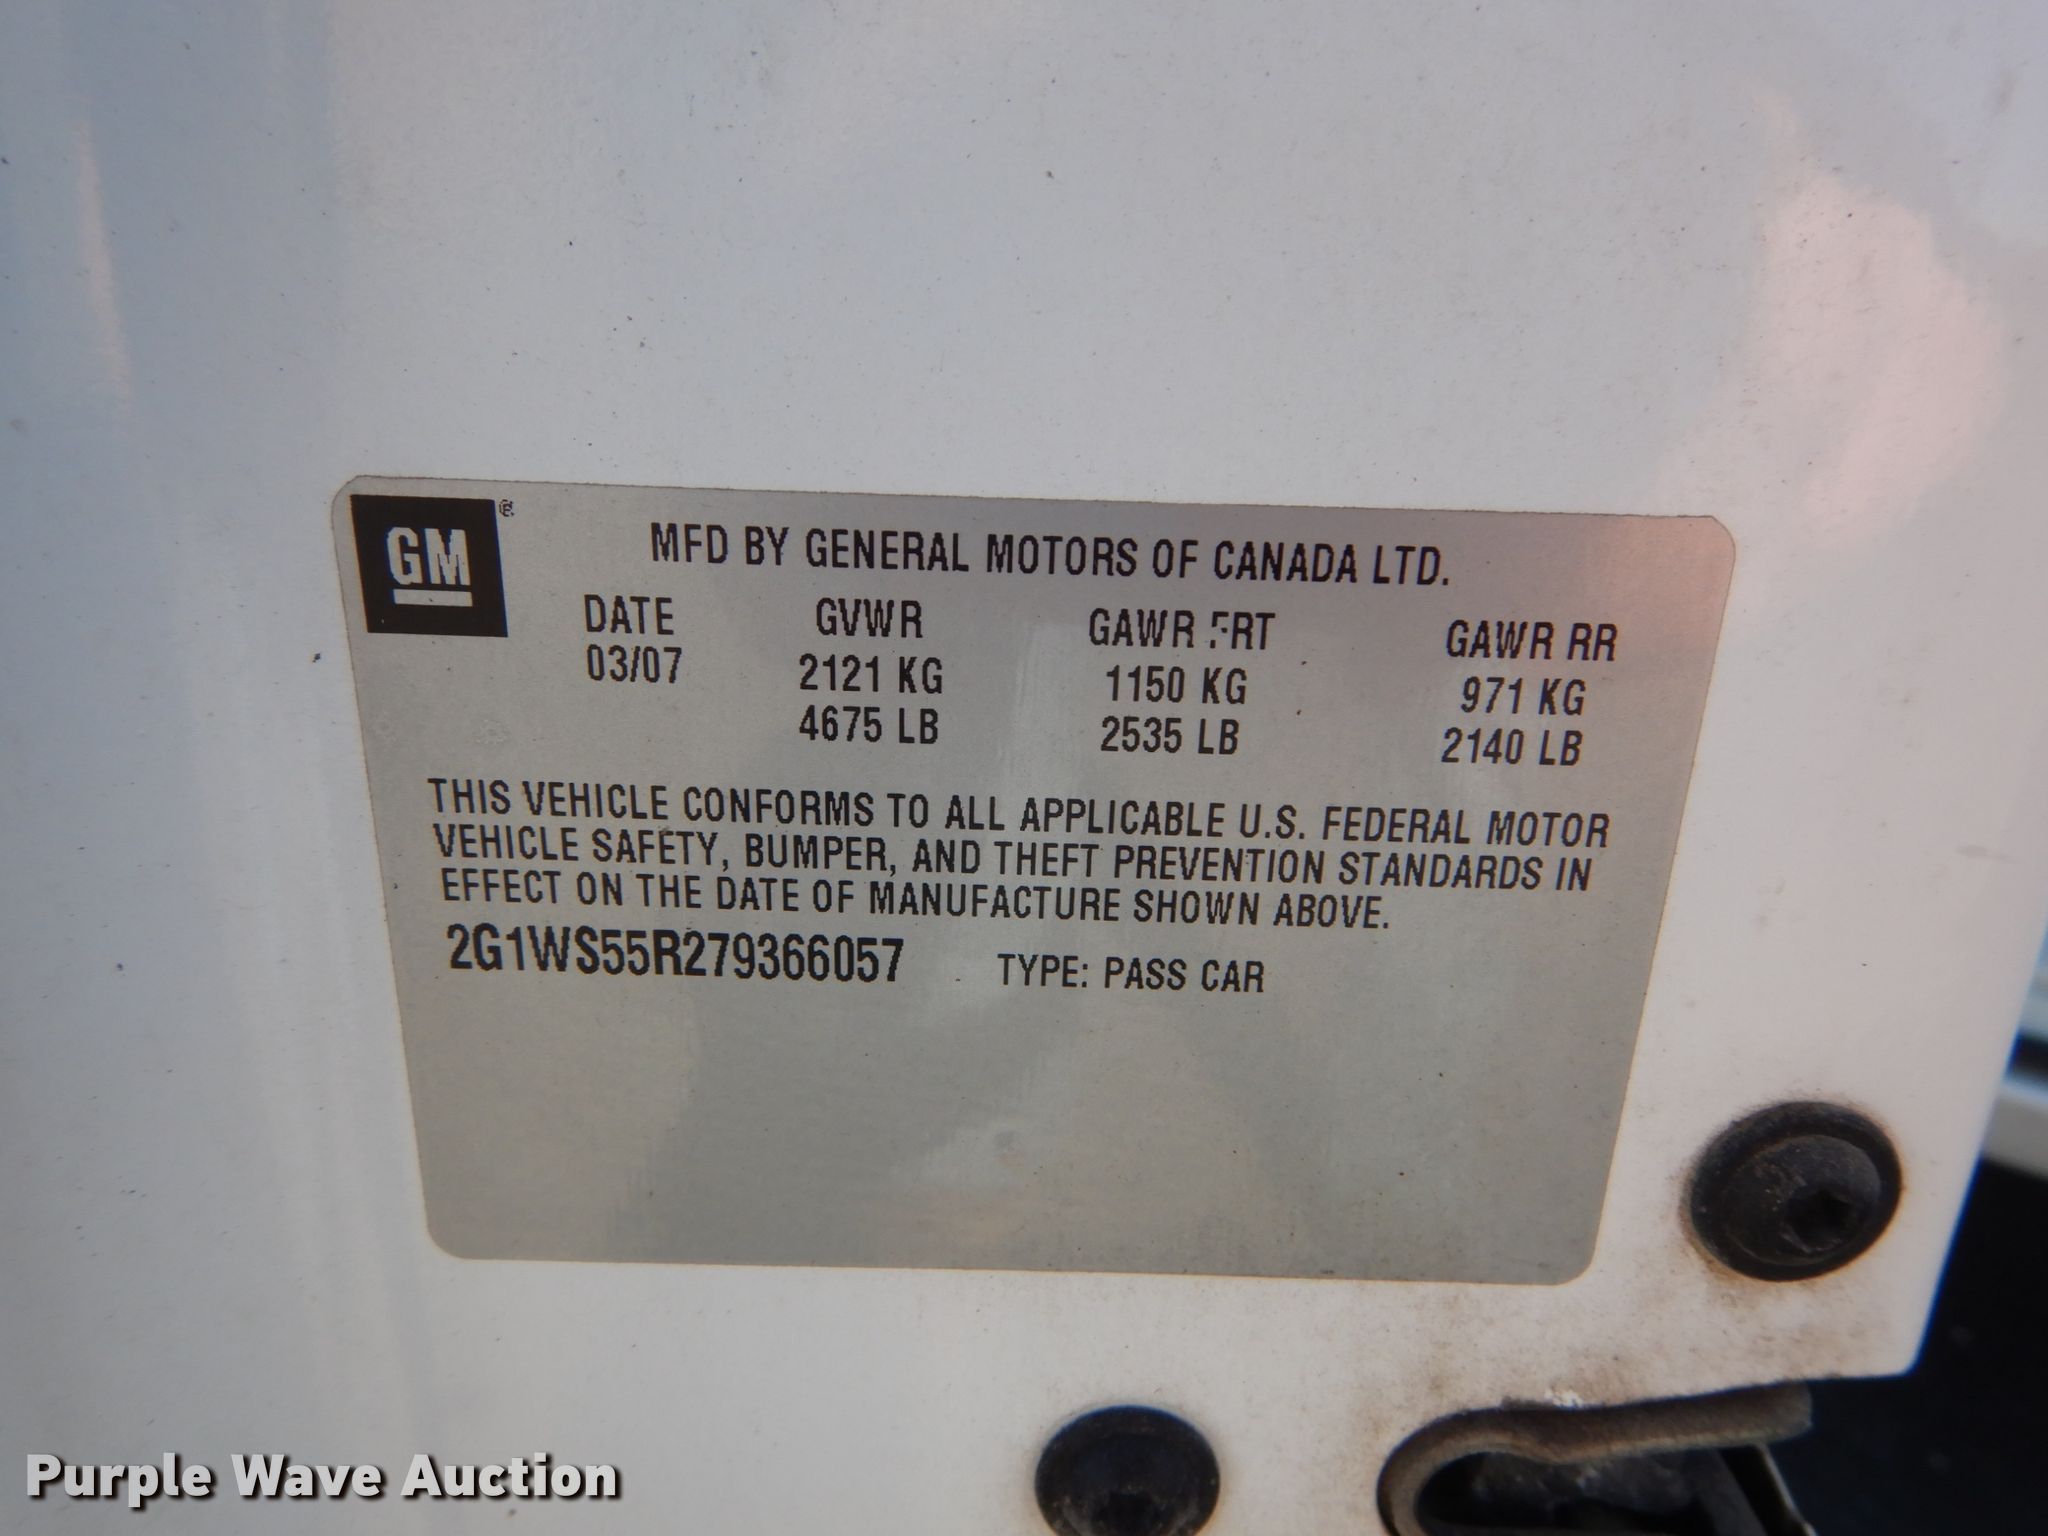 GM ®
MFD BY GENERAL MOTORS OF CANADA LTD.
DATE GVWR GAWR FRT GAWR RR
03/07 2121 KG 1150 KG 971 KG
4675 LB 2535 LB 2140 LB
THIS VEHICLE CONFORMS TO ALL APPLICABLE U.S. FEDERAL MOTOR
VEHICLE SAFETY, BUMPER, AND THEFT PREVENTION STANDARDS IN
EFFECT ON THE DATE OF MANUFACTURE SHOWN ABOVE.
2G1WS55R279366057 TYPE: PASS CAR
Purple Wave Auction